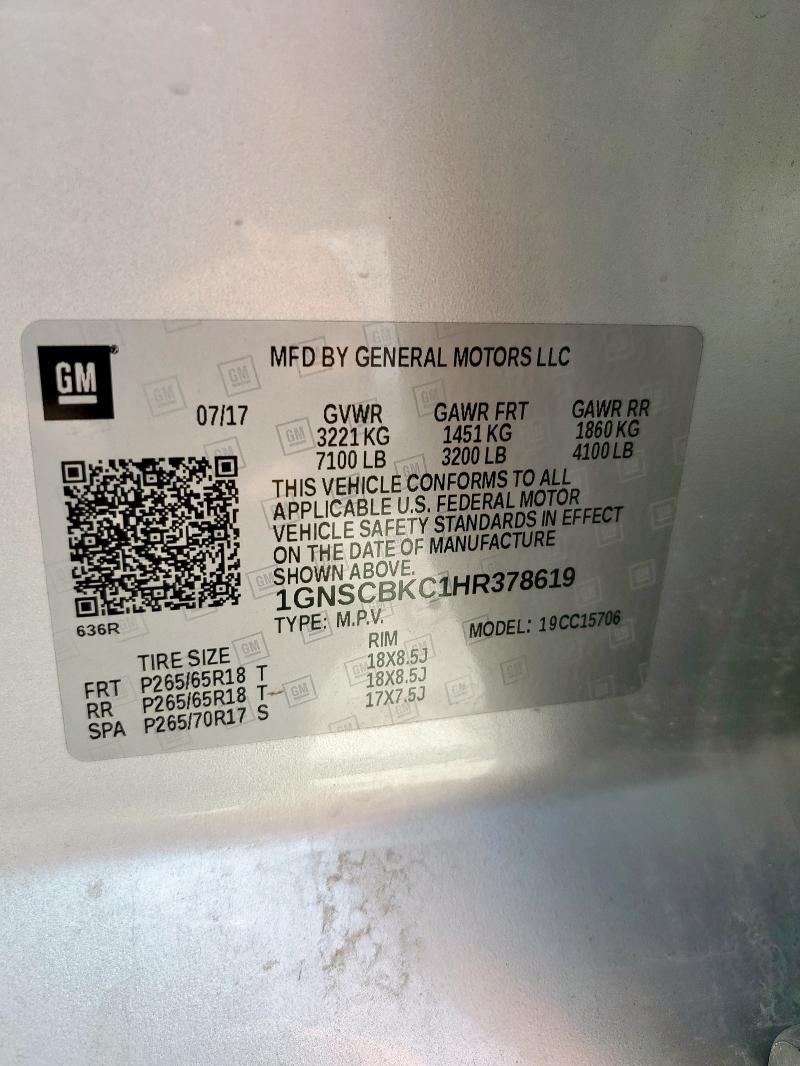 GM
MFD BY GENERAL MOTORS LLC
07/17 GVWR GAWR FRT GAWR RR
3221 KG 1451 KG 1860 KG
7100 LB 3200 LB 4100 LB
THIS VEHICLE CONFORMS TO ALL
APPLICABLE U.S. FEDERAL MOTOR
VEHICLE SAFETY STANDARDS IN EFFECT
ON THE DATE OF MANUFACTURE
SHOWN ABOVE.
1GNSCBKC1HR378619
636R
TYPE: M.P.V. MODEL: 19CC15706
TIRE SIZE RIM
FRT P265/65R18 T 18X8.5J
RR P265/65R18 T 18X8.5J
SPA P265/70R17 S 17X7.5J